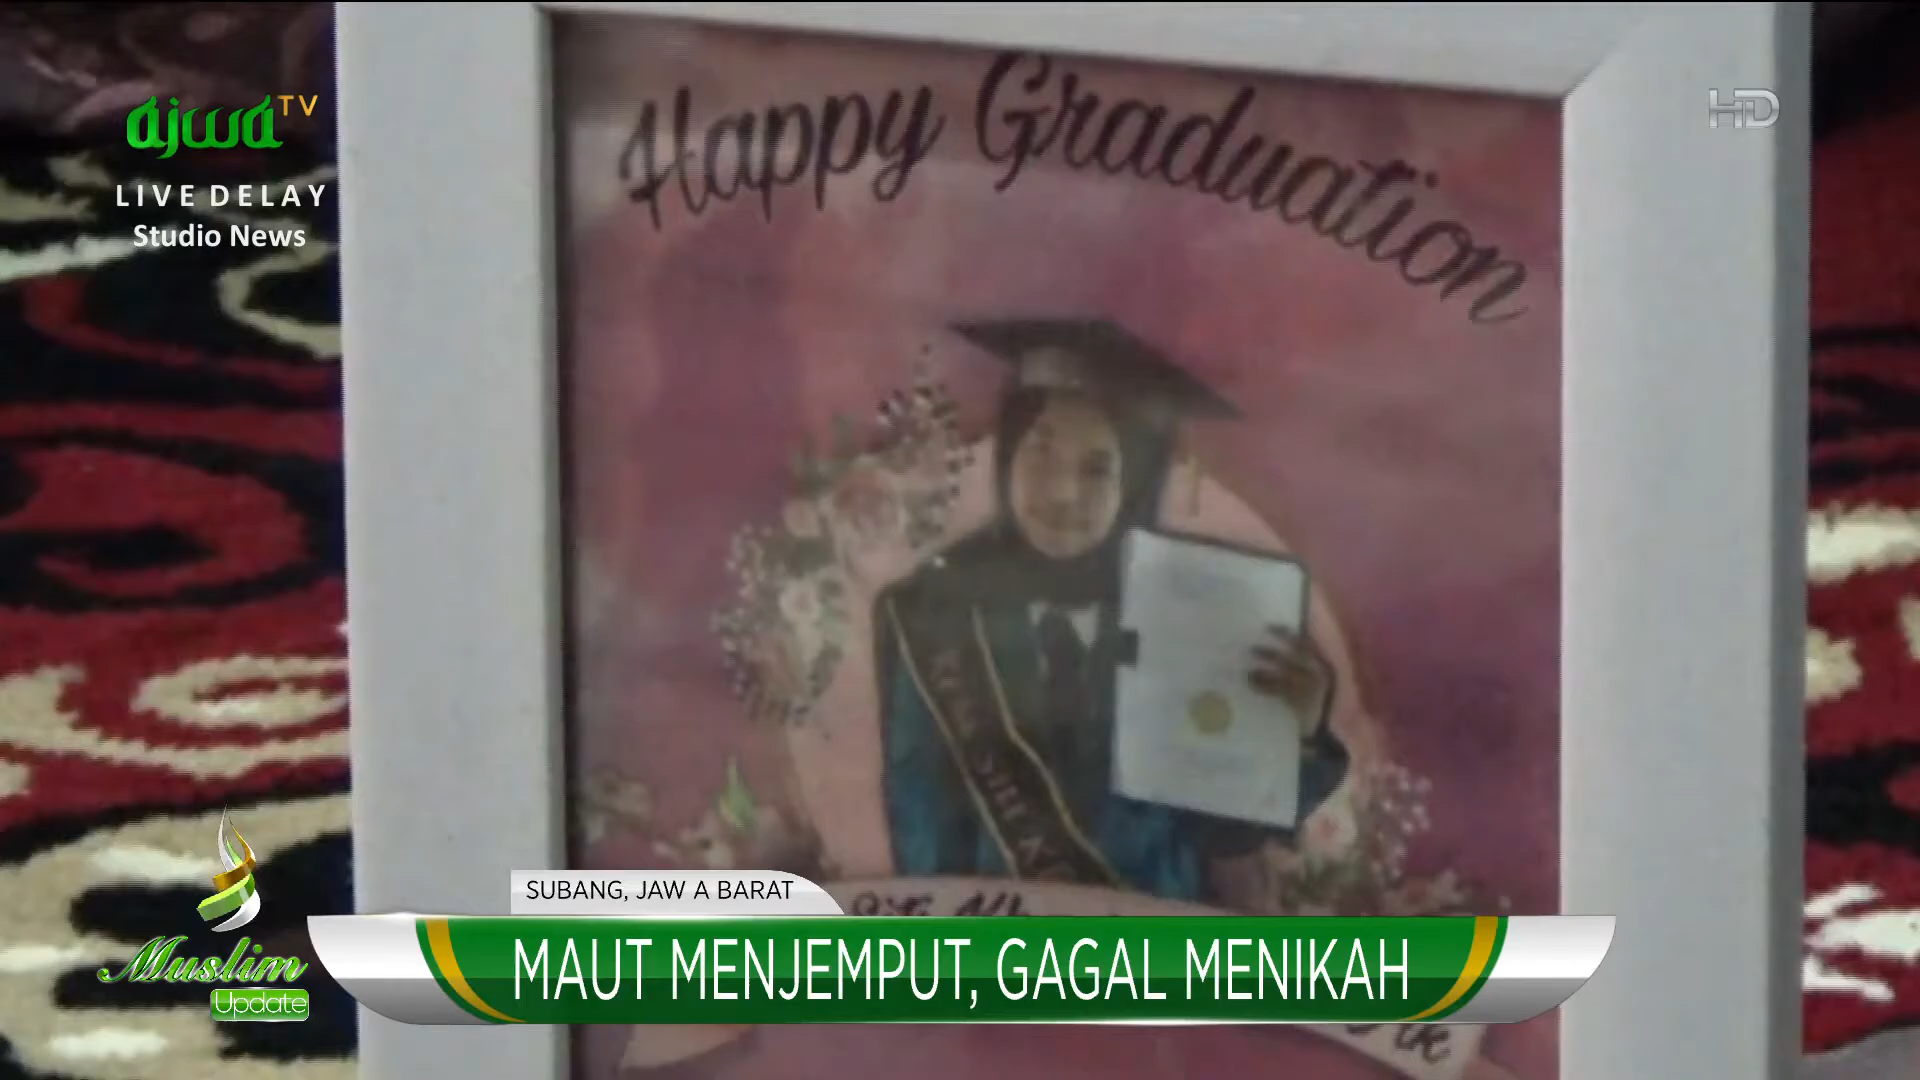 ajwa TV
LIVE DELAY
Studio News
HD
Happy Graduation
SUBANG, JAW A BARAT
MAUT MENJEMPUT, GAGAL MENIKAH
Muslim
Update